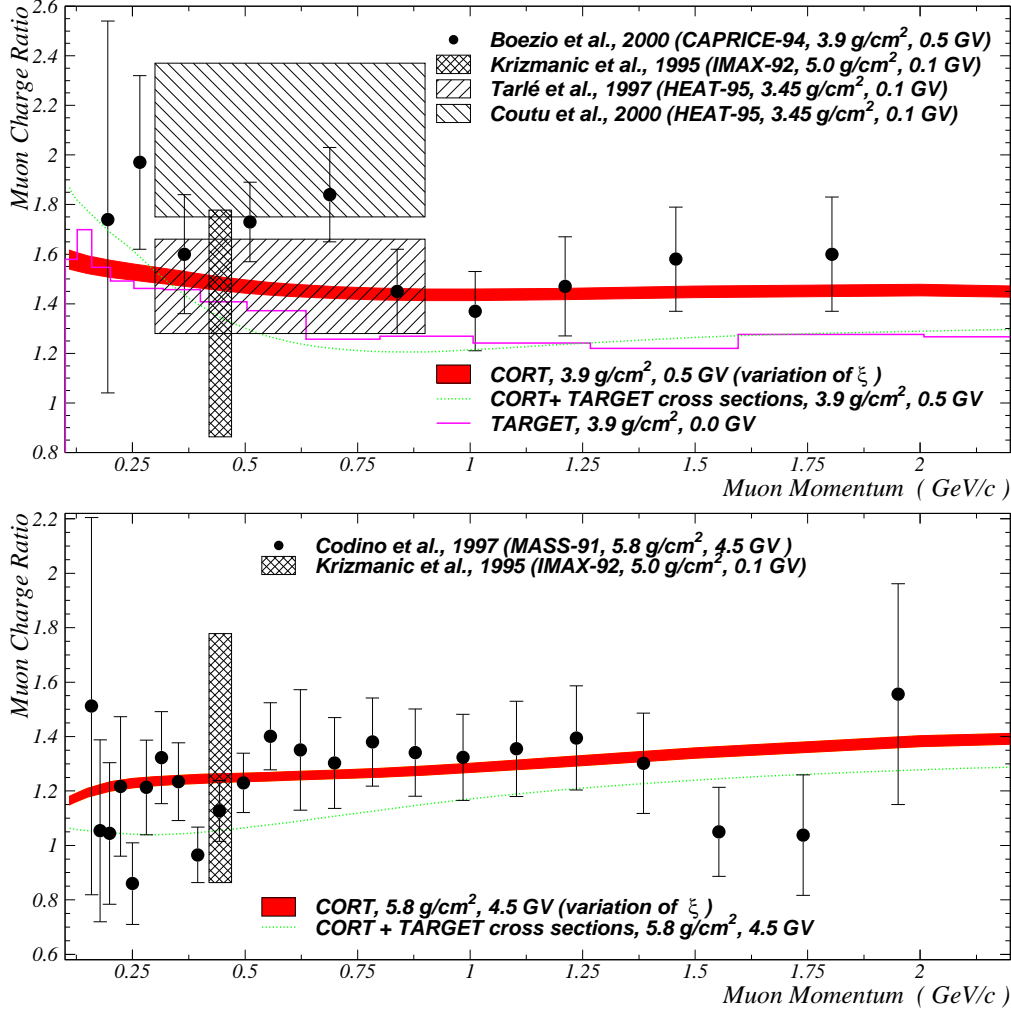 2.6
2.4
2.2
2
1.8
1.6
1.4
1.2
1
0.8
Muon Charge Ratio
Boezio et al., 2000 (CAPRICE-94, 3.9 g/cm², 0.5 GV)
Krizmanic et al., 1995 (IMAX-92, 5.0 g/cm², 0.1 GV)
Tarlé et al., 1997 (HEAT-95, 3.45 g/cm², 0.1 GV)
Coutu et al., 2000 (HEAT-95, 3.45 g/cm², 0.1 GV)
CORT, 3.9 g/cm², 0.5 GV (variation of ξ )
CORT+ TARGET cross sections, 3.9 g/cm², 0.5 GV
TARGET, 3.9 g/cm², 0.0 GV
0.25 0.5 0.75 1 1.25 1.5 1.75 2
Muon Momentum ( GeV/c )
2.2
2
1.8
1.6
1.4
1.2
1
0.8
0.6
Muon Charge Ratio
Codino et al., 1997 (MASS-91, 5.8 g/cm², 4.5 GV )
Krizmanic et al., 1995 (IMAX-92, 5.0 g/cm², 0.1 GV)
CORT, 5.8 g/cm², 4.5 GV (variation of ξ )
CORT + TARGET cross sections, 5.8 g/cm², 4.5 GV
0.25 0.5 0.75 1 1.25 1.5 1.75 2
Muon Momentum ( GeV/c )